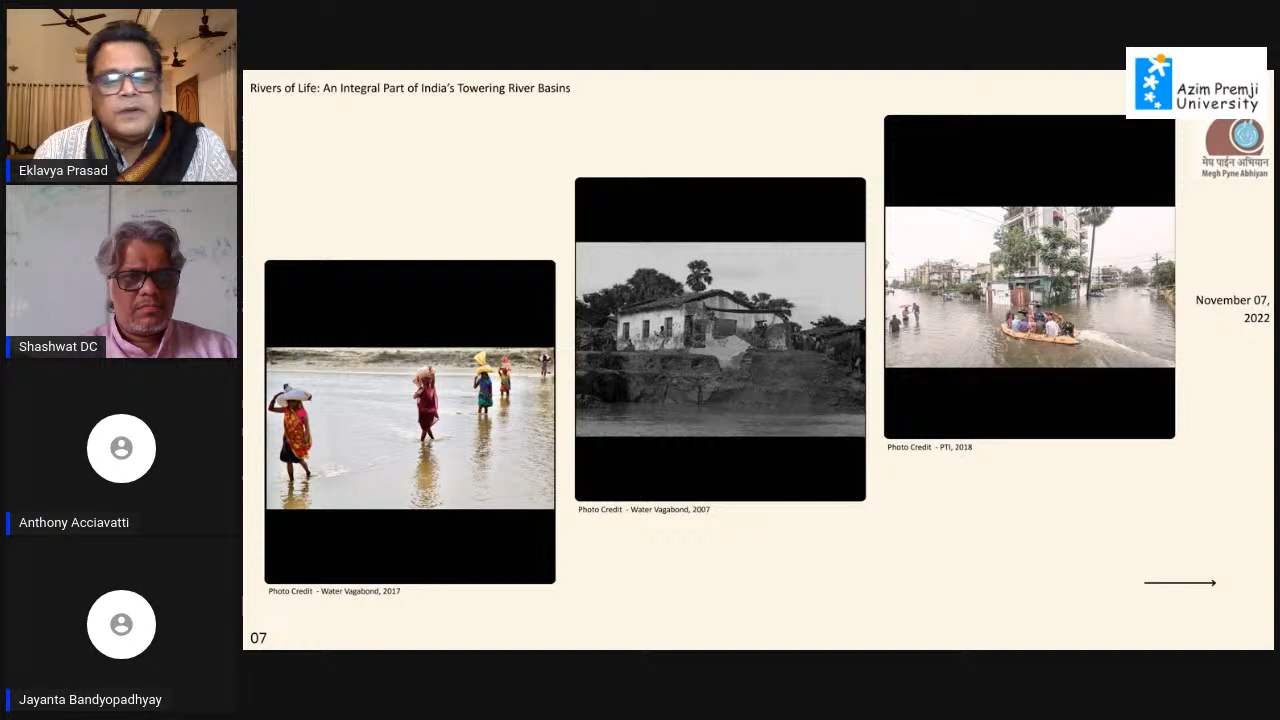 Eklavya Prasad
Shashwat DC
Anthony Acciavatti
Jayanta Bandyopadhyay
Rivers of Life: An Integral Part of India's Towering River Basins
Azim Premji
University
मेघ पाईन अभियान
Megh Pyne Abhiyan
November 07,
2022
Photo Credit - PTI, 2018
Photo Credit - Water Vagabond, 2007
Photo Credit - Water Vagabond, 2017
07